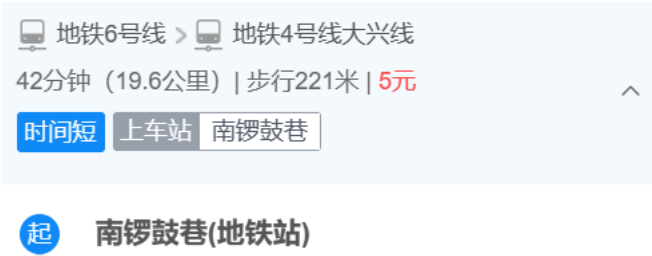 地铁6号线 > 地铁4号线大兴线
42分钟（19.6公里）| 步行221米 | 5元
时间短 上车站 南锣鼓巷
起 南锣鼓巷(地铁站)